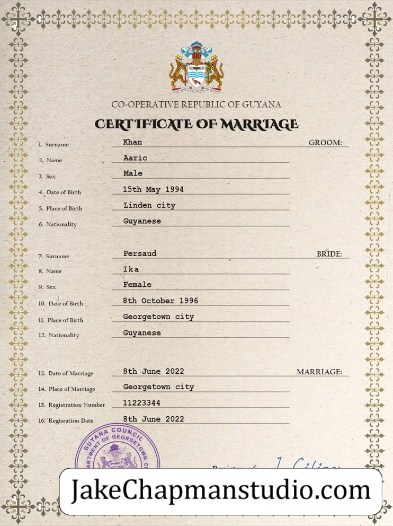 CO-OPERATIVE REPUBLIC OF GUYANA
CERTIFICATE OF MARRIAGE
1. Surname Khan GROOM:
2. Name Aaric
3. Sex Male
4. Date of Birth 15th May 1994
5. Place of Birth Linden city
6. Nationality Guyanese
7. Surname Persaud BRIDE:
8. Name Ika
9. Sex Female
10. Date of Birth 8th October 1996
11. Place of Birth Georgetown city
12. Nationality Guyanese
13. Date of Marriage 8th June 2022 MARRIAGE:
14. Place of Marriage Georgetown city
15. Registration Number 11223344
16. Registration Date 8th June 2022
GUYANA COUNCIL
OF GEORGETOWN
JakeChapmanstudio.com